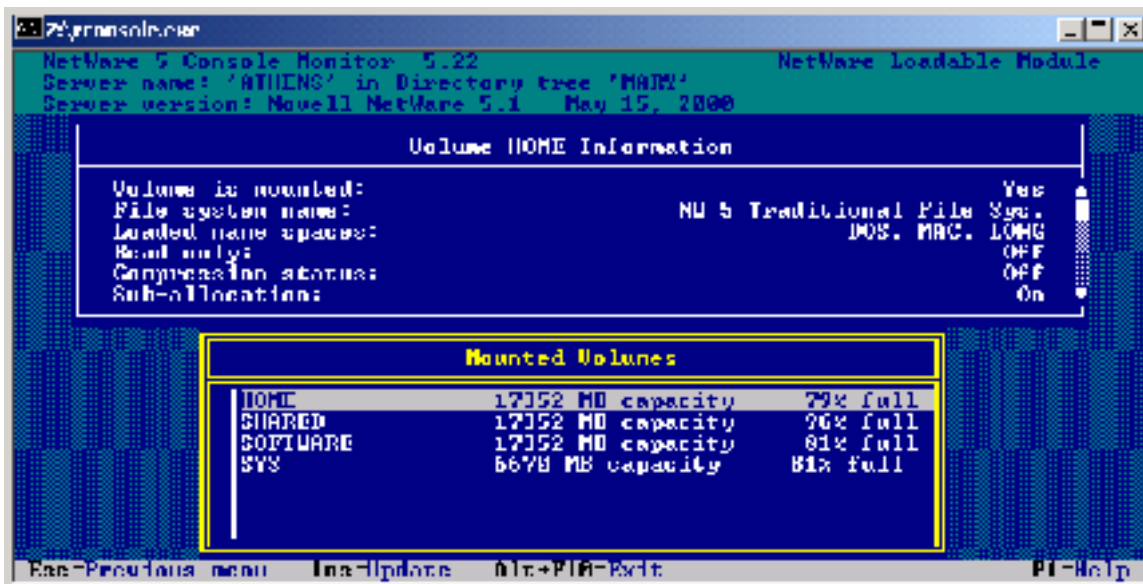 Z:\rconsole.exe
NetWare 5 Console Monitor 5.22 NetWare Loadable Module
Server name: 'ATHENS' in Directory tree
Server version: Novell NetWare 5.1 May 15, 2000
Volume HOME Information
Volume is mounted: Yes
File system name: NW 5 Traditional File Sys.
Loaded name spaces: DOS, MAC, LONG
Read only: Off
Compression status: Off
Sub-allocation: On
Mounted Volumes
HOME 17352 MB capacity full
SHARED 17352 MB capacity full
SOFTWARE 17352 MB capacity full
SYS MB capacity full
Esc=Previous menu Ins=Update Alt+F10=Exit F1=Help